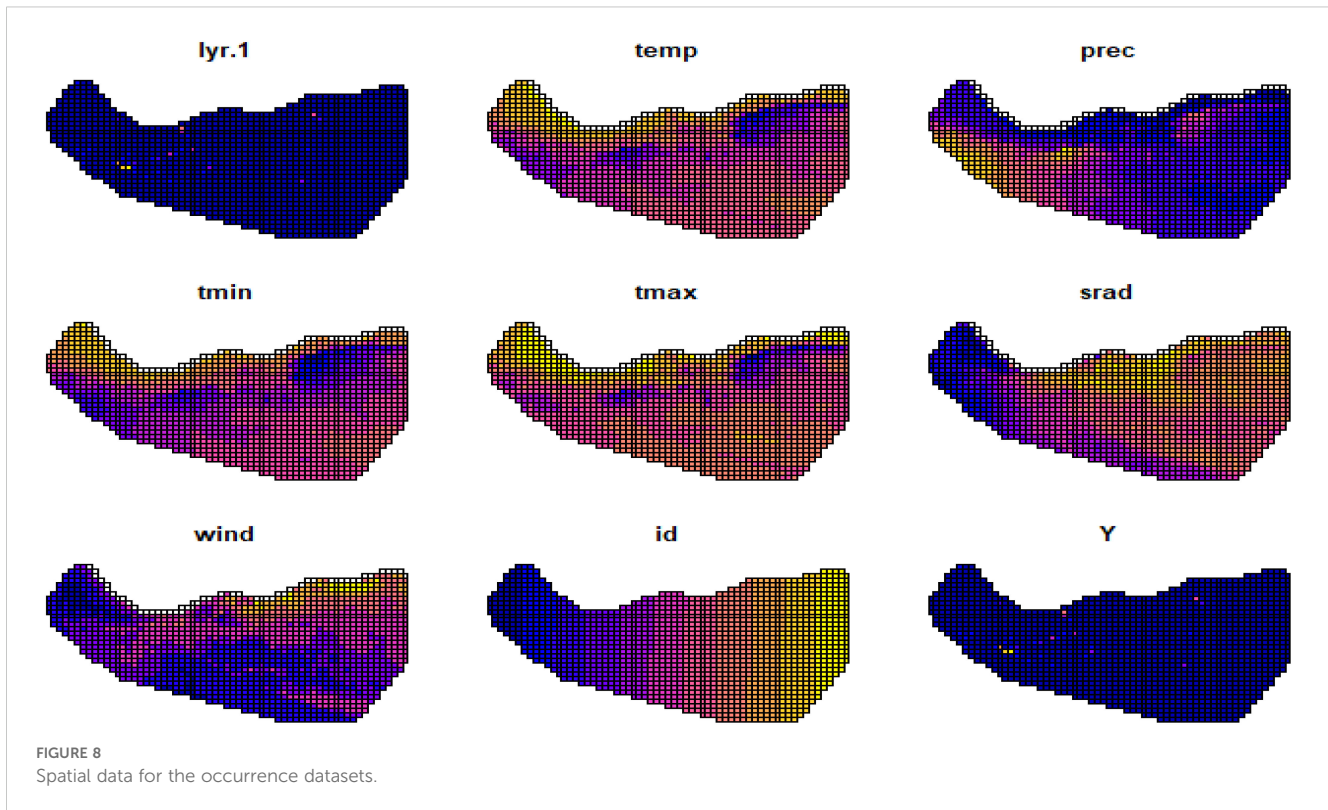 lyr.1
temp
prec
tmin
tmax
srad
wind
id
Y
FIGURE 8
Spatial data for the occurrence datasets.